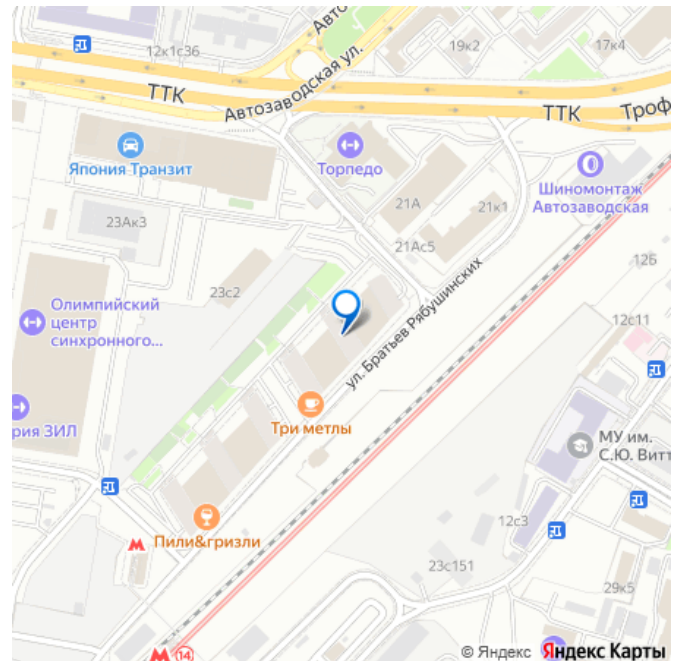 Авто
12к1с36
19к2
17к4
Автозаводская ул.
ТТК
ТТК
Троф
Япония Транзит
Торпедо
Шиномонтаж
Автозаводская
23Ак3
21А
21к1
21Ас5
12Б
23с2
Олимпийский
центр
синхронного...
ул. Братьев Рябушинских
12с11
Три метлы
рия ЗИЛ
МУ им.
С.Ю. Витт
Пили&гризли
12с3
23с151
29к5
14
© Яндекс Яндекс Карты